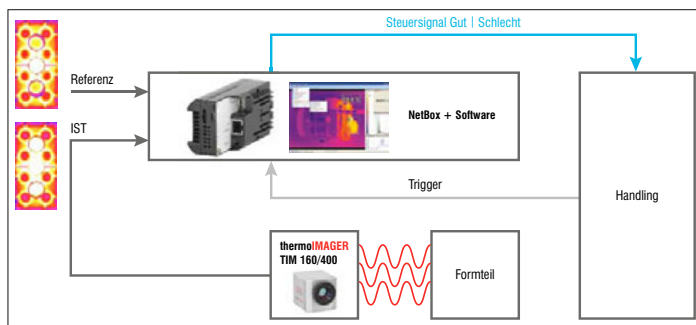 Steuersignal Gut | Schlecht
Referenz
IST
NetBox + Software
Trigger
Handling
thermoIMAGER
TIM 160/400
Formteil